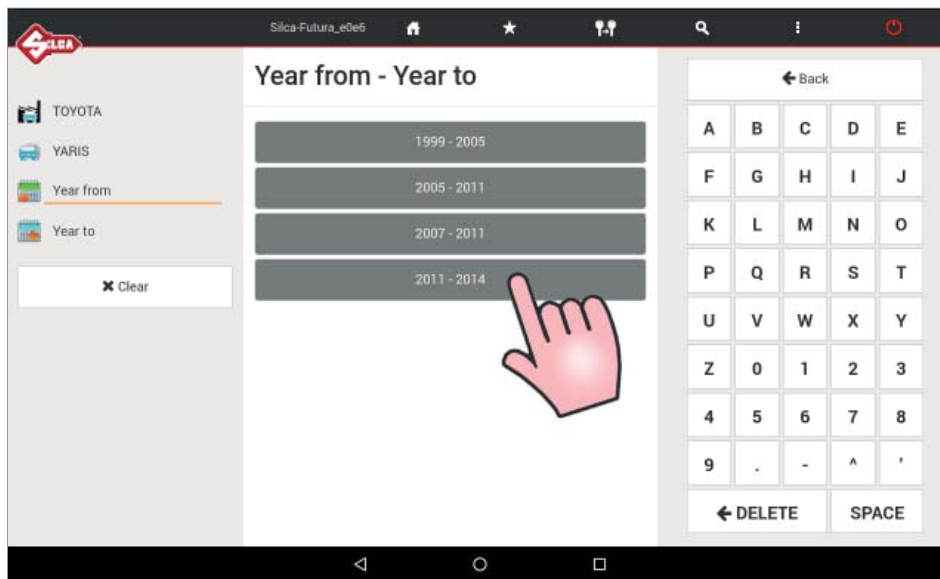 SILCA
Silca-Futura_e0e6
TOYOTA
YARIS
Year from
Year to
Clear
Year from - Year to
1999 - 2005
2005 - 2011
2007 - 2011
2011 - 2014
Back
A B C D E
F G H I J
K L M N O
P Q R S T
U V W X Y
Z 0 1 2 3
4 5 6 7 8
9 . - ^ '
DELETE SPACE